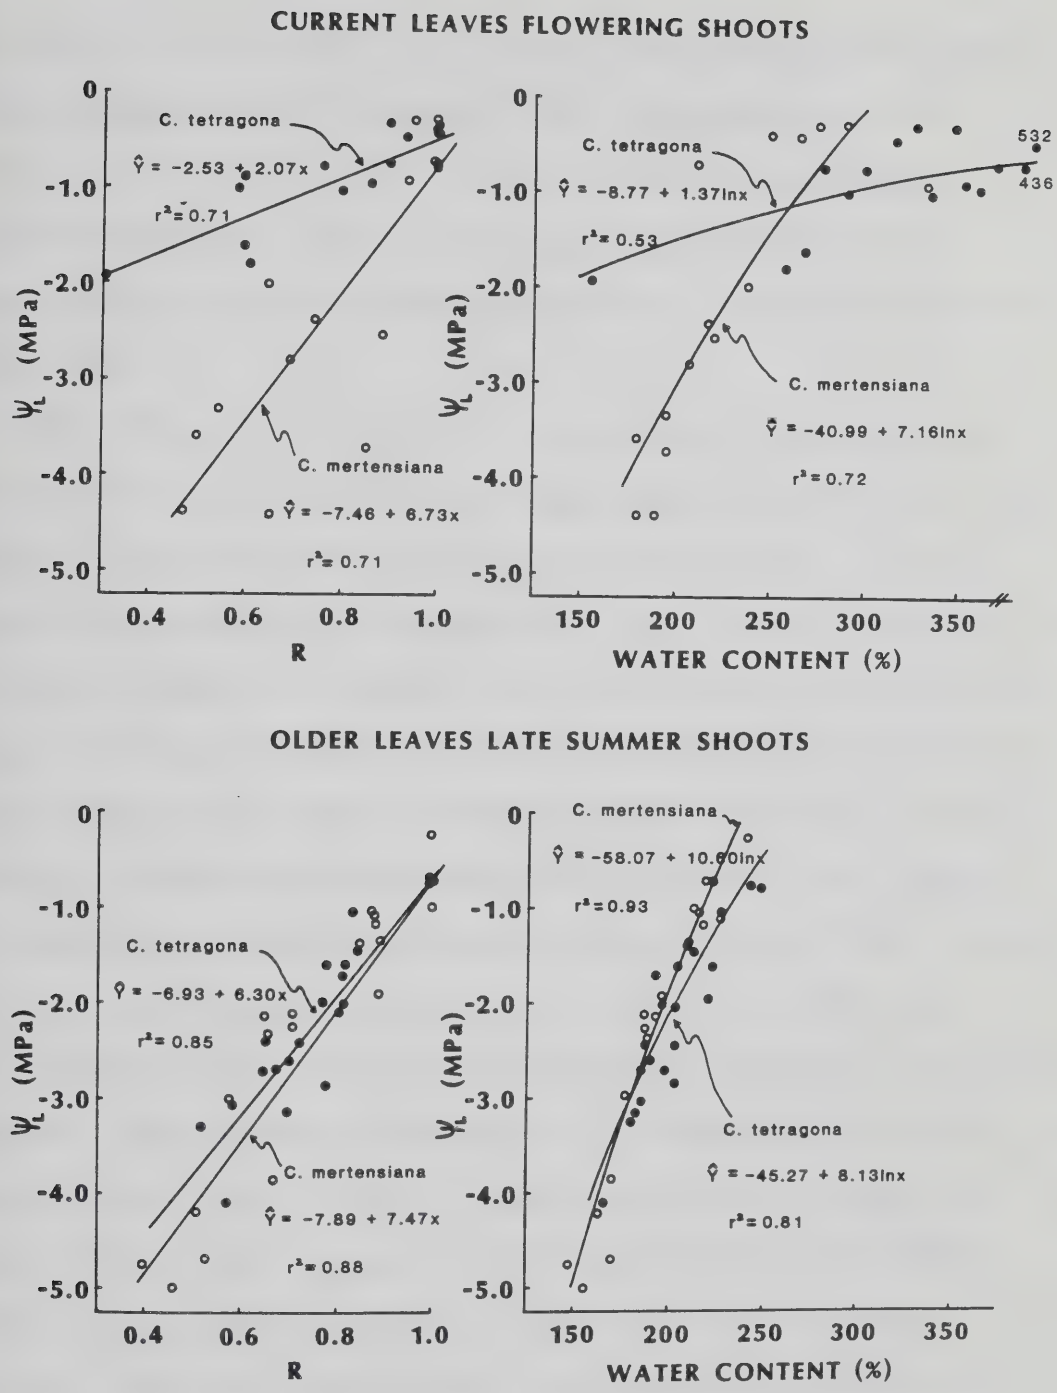 CURRENT LEAVES FLOWERING SHOOTS
0
-1.0
-2.0
-3.0
-4.0
-5.0
ΨL (MPa)
C. tetragona
Ŷ = -2.53 + 2.07x
r² = 0.71
C. mertensiana
Ŷ = -7.46 + 6.73x
r² = 0.71
0.4 0.6 0.8 1.0
R
0
-1.0
-2.0
-3.0
-4.0
-5.0
ΨL (MPa)
C. tetragona
Ŷ = -8.77 + 1.37lnx
r² = 0.53
532
436
C. mertensiana
Ŷ = -40.99 + 7.16lnx
r² = 0.72
150 200 250 300 350
WATER CONTENT (%)
OLDER LEAVES LATE SUMMER SHOOTS
0
-1.0
-2.0
-3.0
-4.0
-5.0
ΨL (MPa)
C. tetragona
Ŷ = -6.93 + 6.30x
r² = 0.85
C. mertensiana
Ŷ = -7.89 + 7.47x
r² = 0.88
0.4 0.6 0.8 1.0
R
0
-1.0
-2.0
-3.0
-4.0
-5.0
ΨL (MPa)
C. mertensiana
Ŷ = -58.07 + 10.60lnx
r² = 0.93
C. tetragona
Ŷ = -45.27 + 8.13lnx
r² = 0.81
150 200 250 300 350
WATER CONTENT (%)